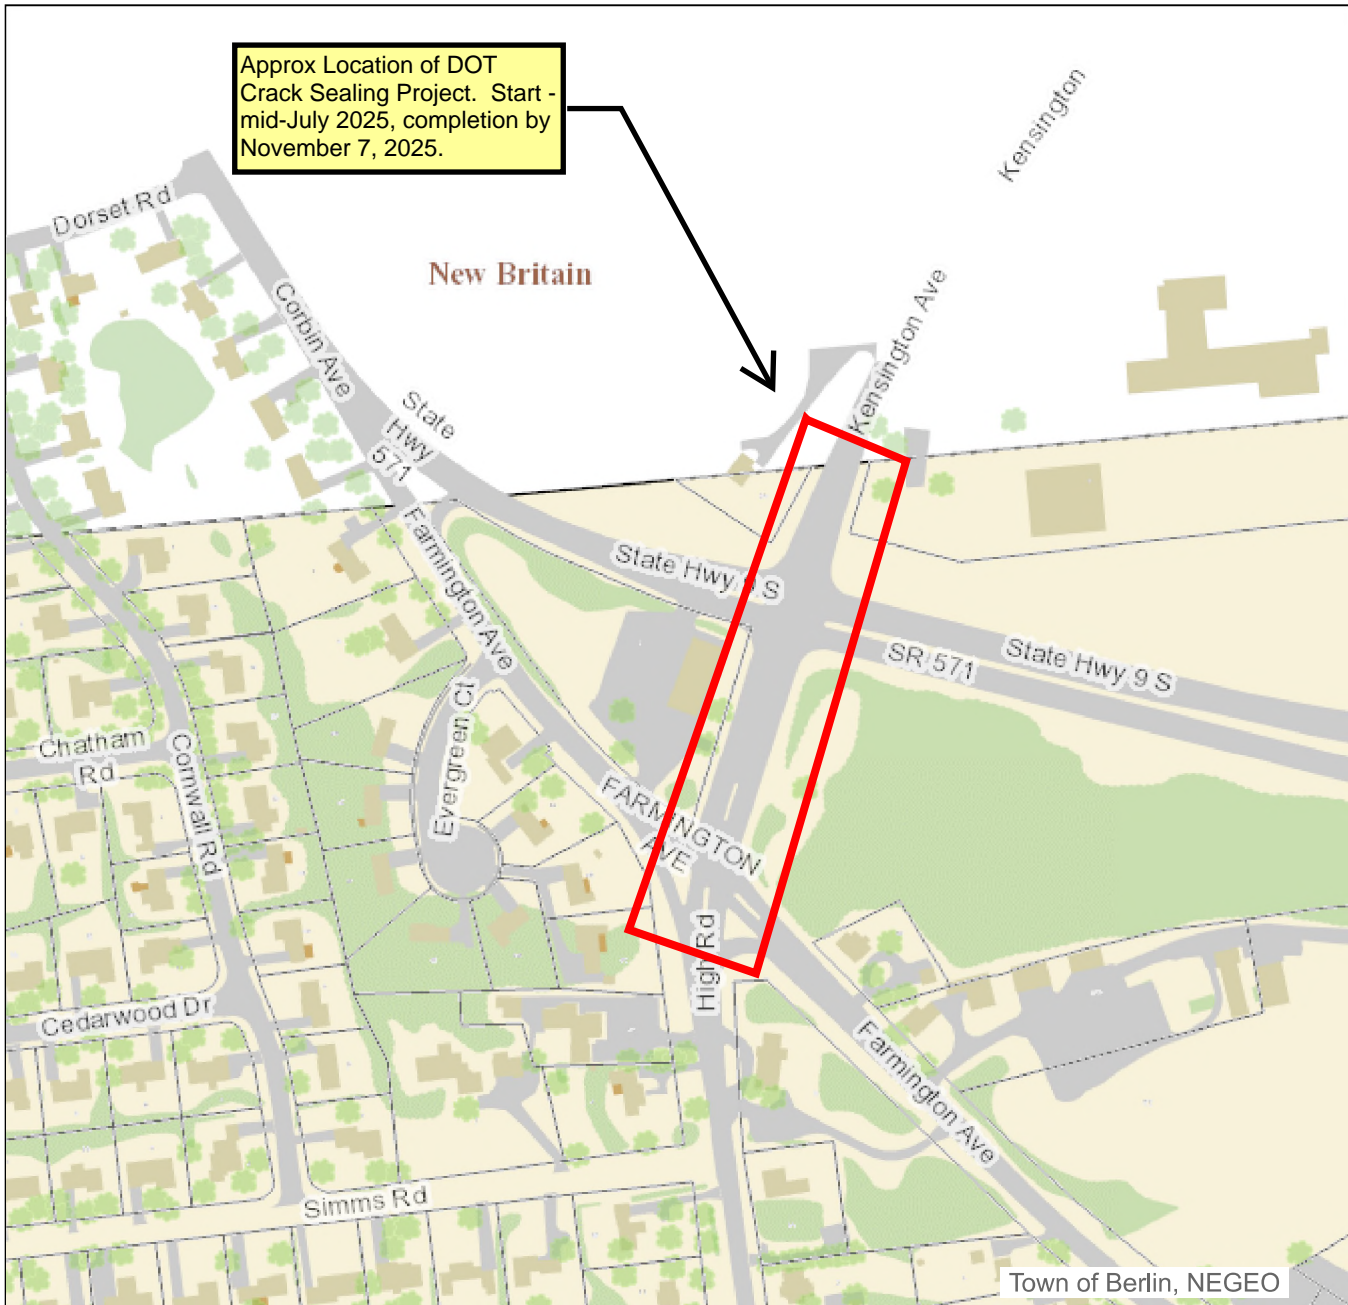 Approx Location of DOT
Crack Sealing Project.  Start -
mid-July 2025, completion by
November 7, 2025.
Kensington
Dorset Rd
New Britain
Corbin Ave
Kensington Ave
State
Hwy
571
Farmington Ave
State Hwy 9 S
State Hwy 9 S
SR 571
Evergreen Ct
Chatham
Rd
Cornwall Rd
FARMINGTON
AVE
High Rd
Cedarwood Dr
Farmington Ave
Simms Rd
Town of Berlin, NEGEO